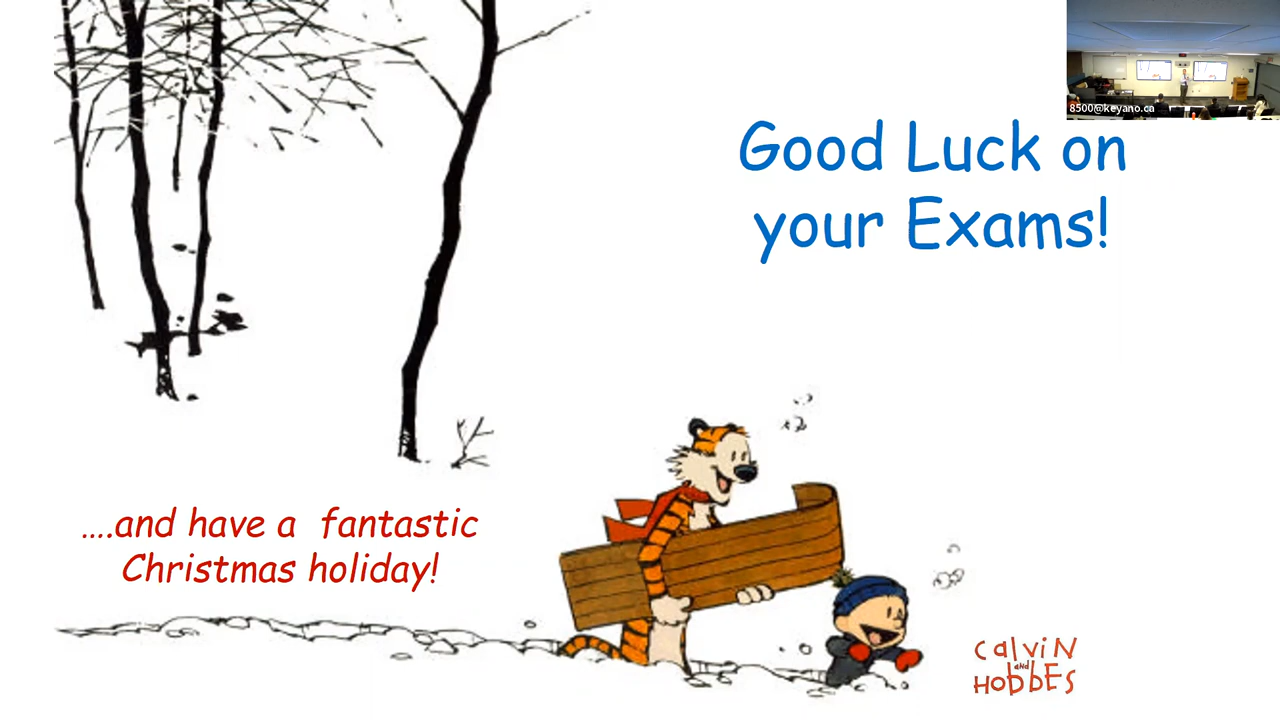 8500@keyano.ca
Good Luck on
your Exams!
....and have a fantastic
Christmas holiday!
CalviN
AND
HObbES